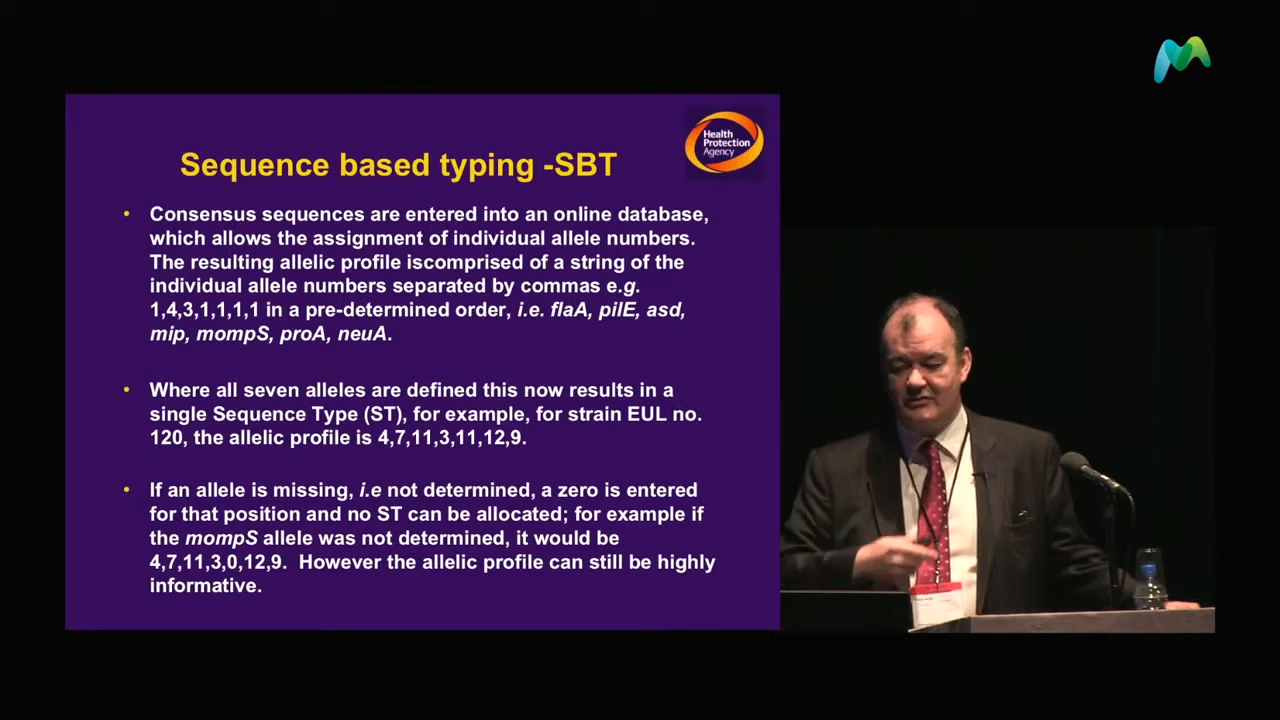 Health
Protection
Agency
Sequence based typing -SBT
• Consensus sequences are entered into an online database,
which allows the assignment of individual allele numbers.
The resulting allelic profile iscomprised of a string of the
individual allele numbers separated by commas e.g.
1,4,3,1,1,1,1 in a pre-determined order, i.e. flaA, pilE, asd,
mip, mompS, proA, neuA.
• Where all seven alleles are defined this now results in a
single Sequence Type (ST), for example, for strain EUL no.
120, the allelic profile is 4,7,11,3,11,12,9.
• If an allele is missing, i.e not determined, a zero is entered
for that position and no ST can be allocated; for example if
the mompS allele was not determined, it would be
4,7,11,3,0,12,9. However the allelic profile can still be highly
informative.